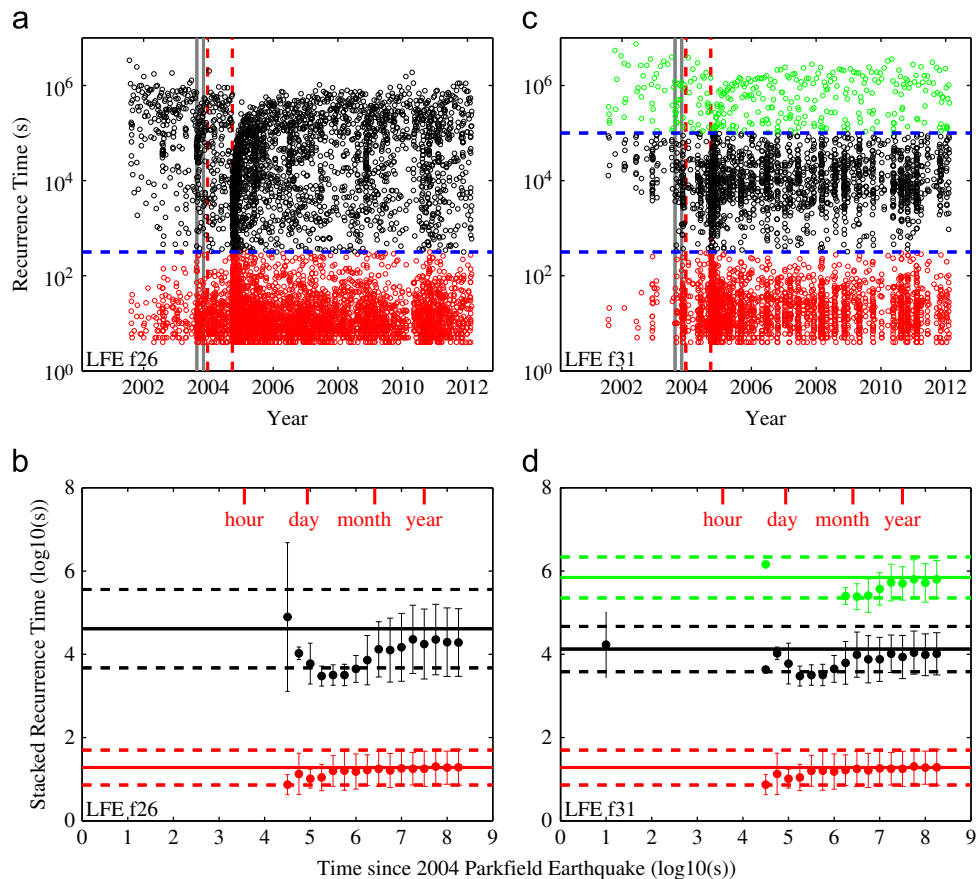 a
c
Recurrence Time (s)
10^6
10^4
10^2
10^0
LFE f26
2002 2004 2006 2008 2010 2012
Year
10^6
10^4
10^2
10^0
LFE f31
2002 2004 2006 2008 2010 2012
Year
b
d
Stacked Recurrence Time (log10(s))
8
6
4
2
0
hour day month year
LFE f26
0 1 2 3 4 5 6 7 8 9
8
6
4
2
0
hour day month year
LFE f31
0 1 2 3 4 5 6 7 8 9
Time since 2004 Parkfield Earthquake (log10(s))